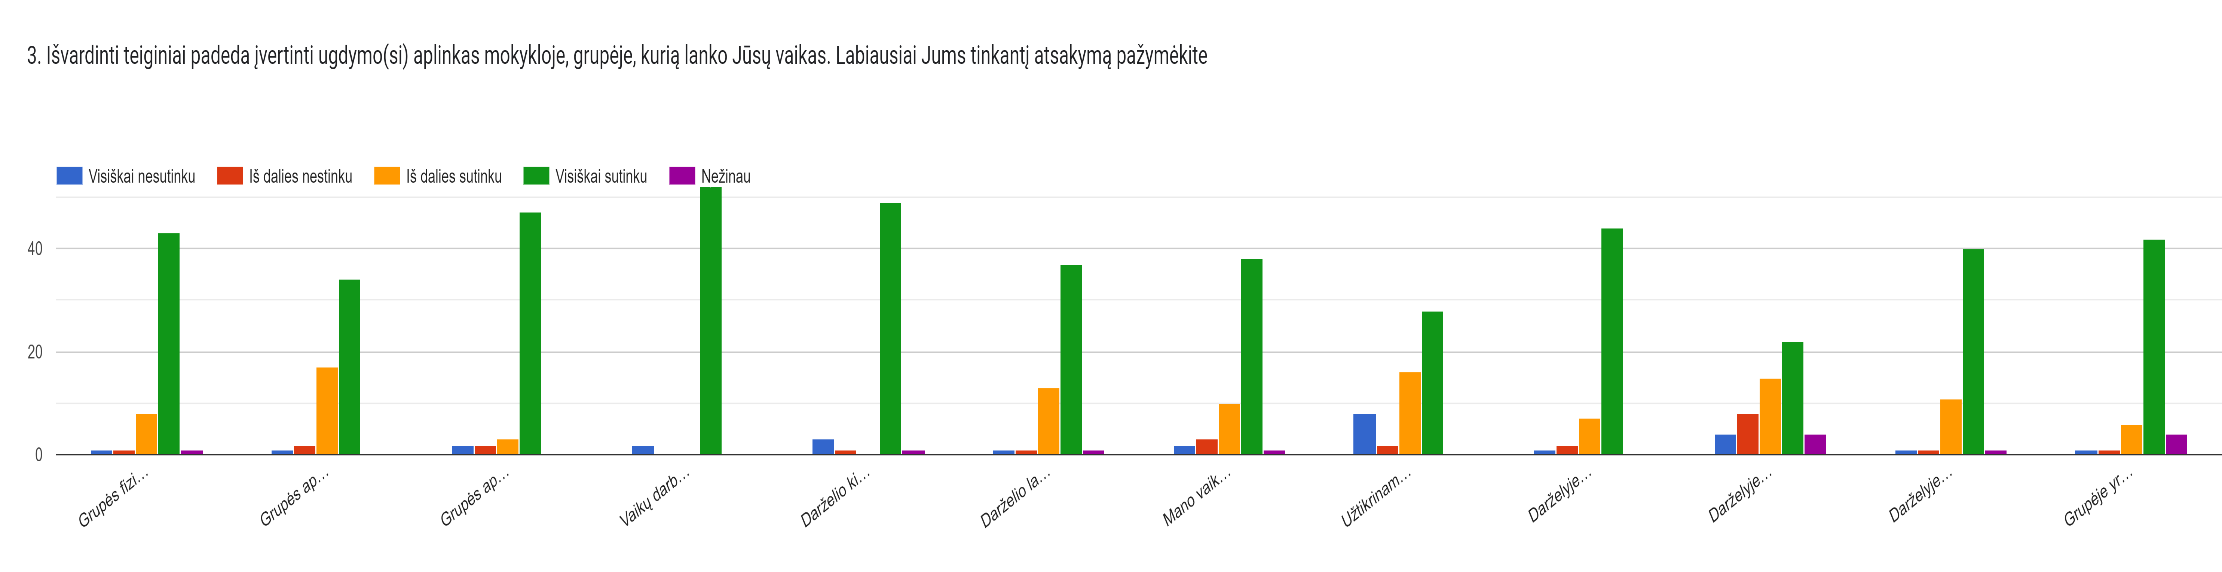 3. Išvardinti teiginiai padeda įvertinti ugdymo(si) aplinkas mokykloje, grupėje, kurią lanko Jūsų vaikas. Labiausiai Jums tinkantį atsakymą pažymėkite
Visiškai nesutinku Iš dalies nestinku Iš dalies sutinku Visiškai sutinku Nežinau
40
20
0
Grupės fizi... Grupės ap... Grupės ap... Vaikų darb... Darželio ki... Darželio la... Mano vaik... Užtikrinam... Darželyje... Darželyje... Darželyje... Grupėje yr...